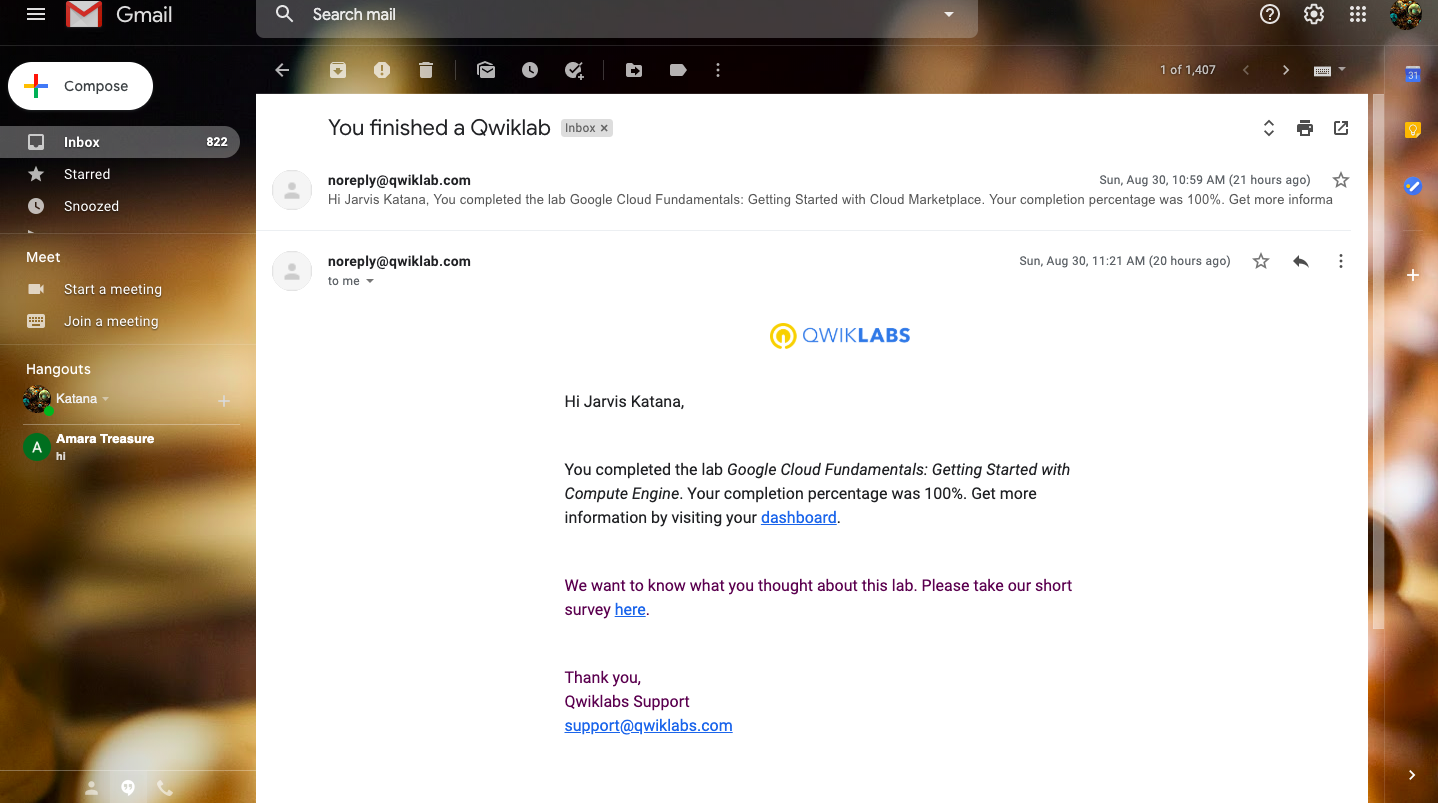 Gmail
Search mail
Compose
1 of 1,407
31
Inbox 822
Starred
Snoozed
Meet
Start a meeting
Join a meeting
Hangouts
Katana
A
Amara Treasure
hi
You finished a Qwiklab Inbox ×
noreply@qwiklab.com Sun, Aug 30, 10:59 AM (21 hours ago)
Hi Jarvis Katana, You completed the lab Google Cloud Fundamentals: Getting Started with Cloud Marketplace. Your completion percentage was 100%. Get more informa
noreply@qwiklab.com Sun, Aug 30, 11:21 AM (20 hours ago)
to me
QWIKLABS
Hi Jarvis Katana,
You completed the lab Google Cloud Fundamentals: Getting Started with
Compute Engine. Your completion percentage was 100%. Get more
information by visiting your dashboard.
We want to know what you thought about this lab. Please take our short
survey here.
Thank you,
Qwiklabs Support
support@qwiklabs.com